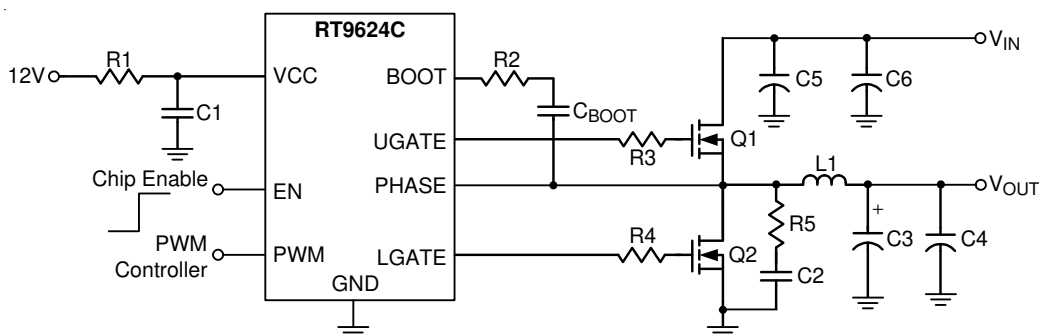 RT9624C
12V
R1
C1
VCC
BOOT
R2
CBOOT
UGATE
R3
Q1
C5
C6
VIN
Chip Enable
EN
PHASE
L1
VOUT
PWM
Controller
PWM
LGATE
R4
Q2
R5
C2
C3
+
C4
GND